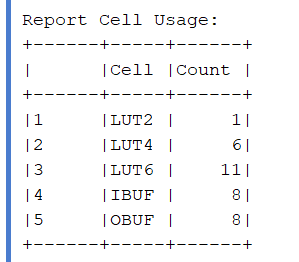 Report Cell Usage:
+------+-----+------+
|      |Cell |Count |
+------+-----+------+
|1     |LUT2 |     1|
|2     |LUT4 |     6|
|3     |LUT6 |    11|
|4     |IBUF |     8|
|5     |OBUF |     8|
+------+-----+------+